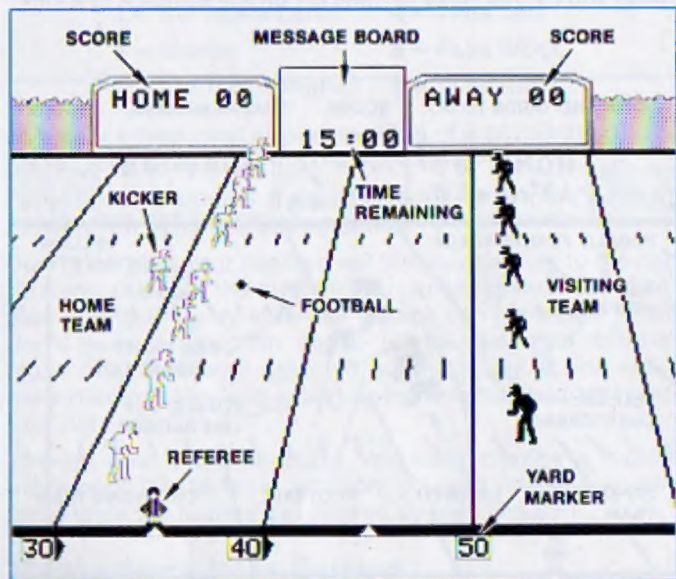 SCORE
MESSAGE BOARD
SCORE
HOME 00
AWAY 00
15:00
KICKER
TIME
REMAINING
HOME
TEAM
FOOTBALL
VISITING
TEAM
REFEREE
YARD
MARKER
30
40
50